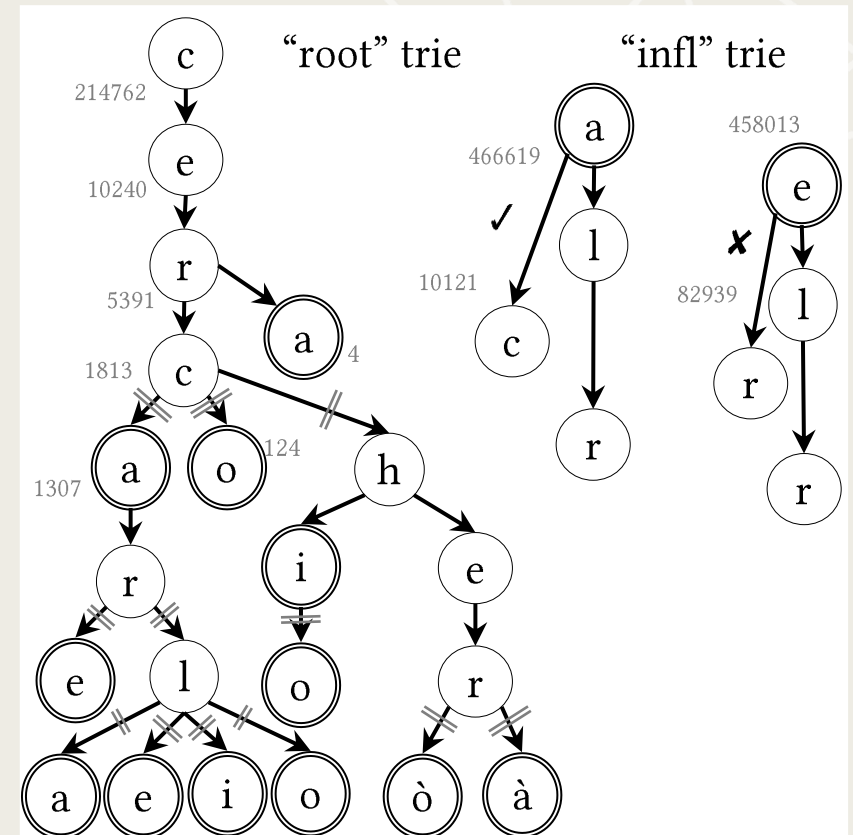 c
“root” trie
“infl” trie
214762
a
458013
e
466619
e
10240
✓
l
✘
r
10121
82939
l
5391
a
4
c
r
1813
c
r
a
o
124
h
r
1307
i
e
r
e
l
o
r
a
e
i
o
ò
à